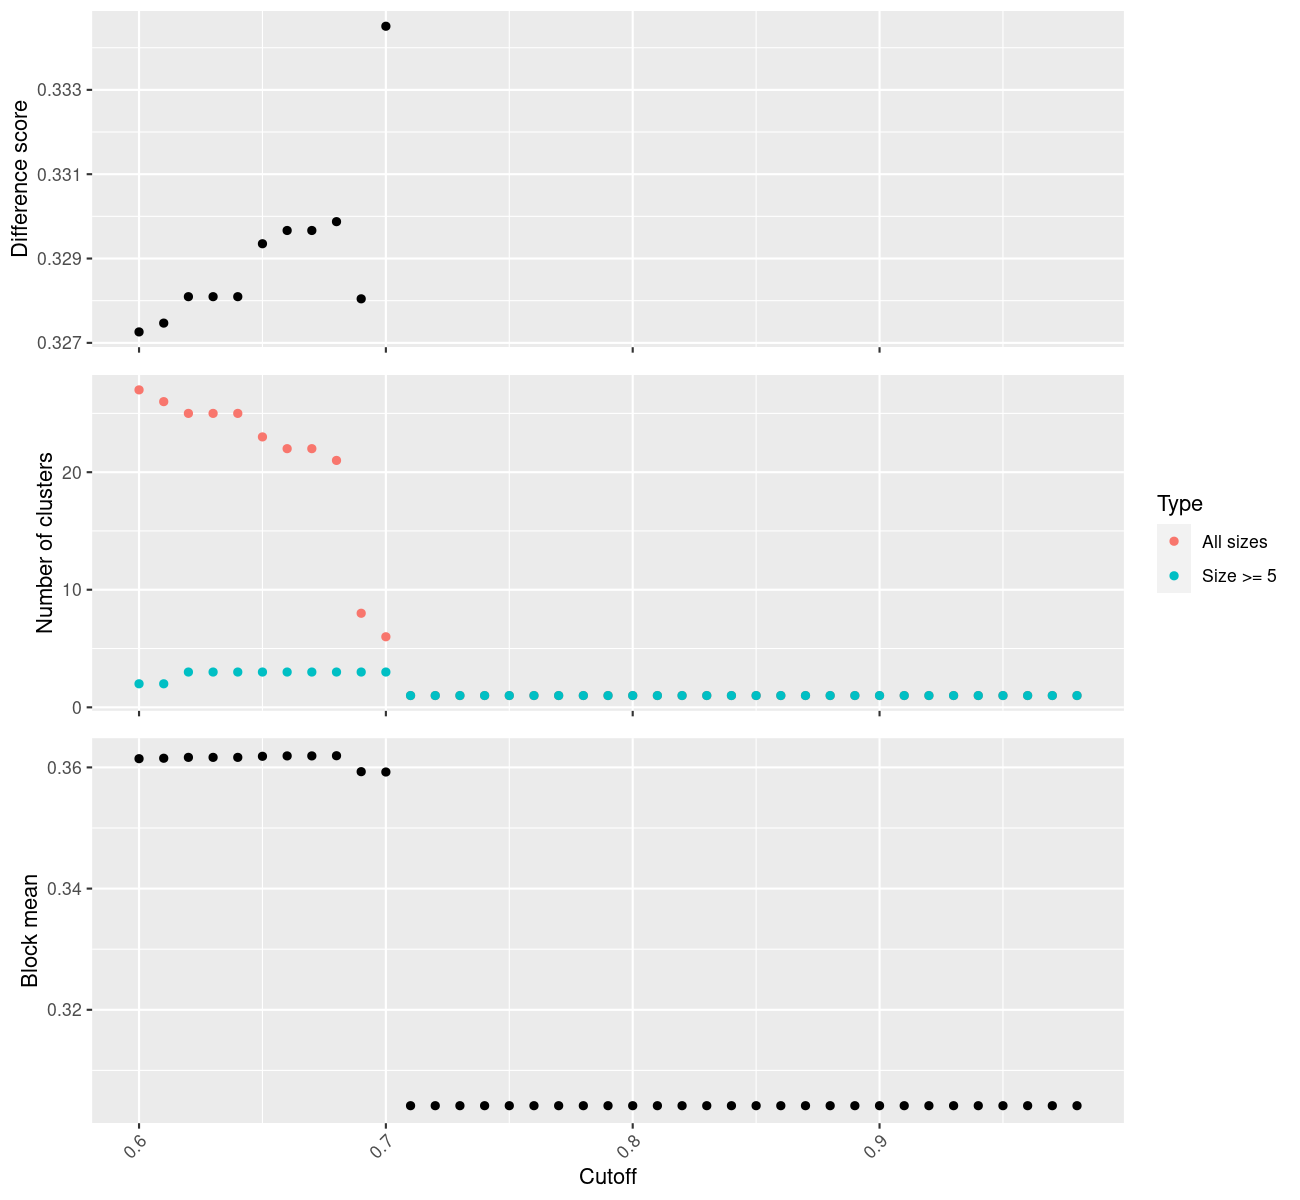 Difference score
0.333
0.331
0.329
0.327
Number of clusters
20
10
0
Type
All sizes
Size >= 5
Block mean
0.36
0.34
0.32
0.6
0.7
0.8
0.9
Cutoff